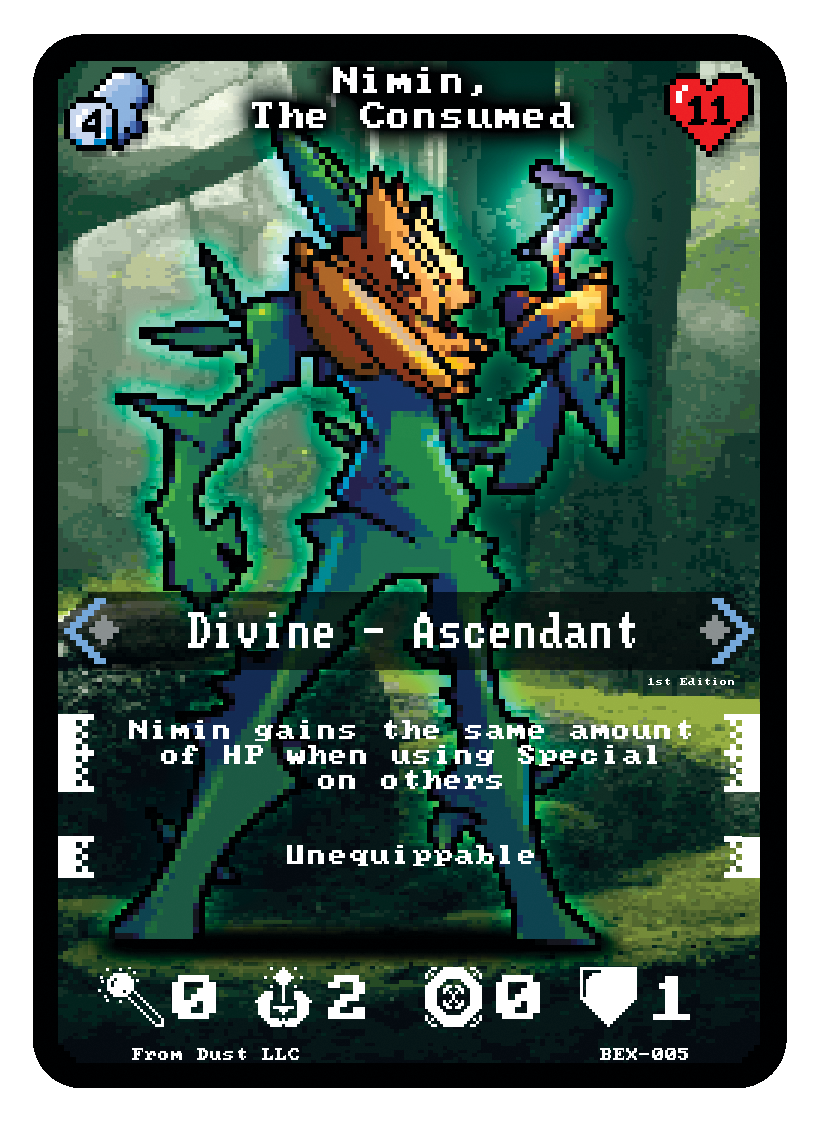 Nimin,
The Consumed
4
11
Divine - Ascendant
1st Edition
Nimin gains the same amount
of HP when using Special
on others
Unequippable
0 2 0 1
From Dust LLC BEX-005